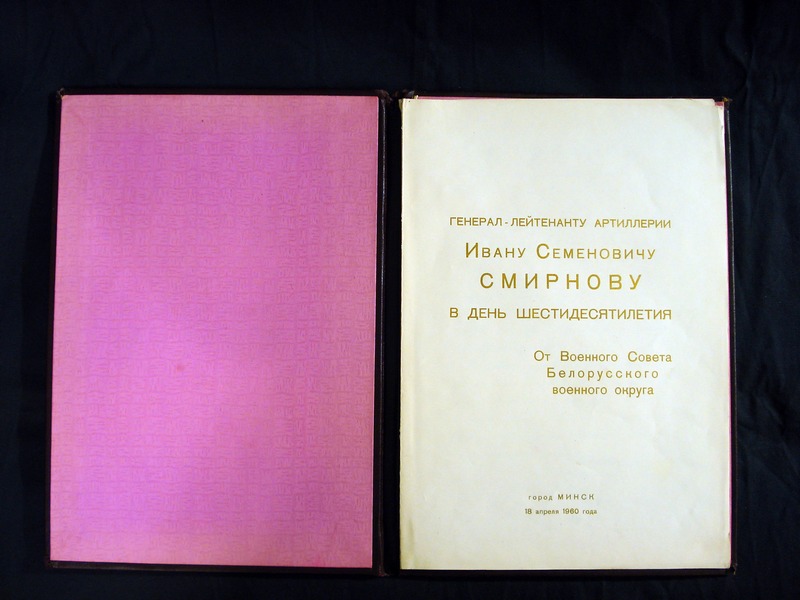 ГЕНЕРАЛ-ЛЕЙТЕНАНТУ АРТИЛЛЕРИИ
ИВАНУ СЕМЕНОВИЧУ
СМИРНОВУ
В ДЕНЬ ШЕСТИДЕСЯТИЛЕТИЯ
От Военного Совета
Белорусского
военного округа
город МИНСК
18 апреля 1960 года